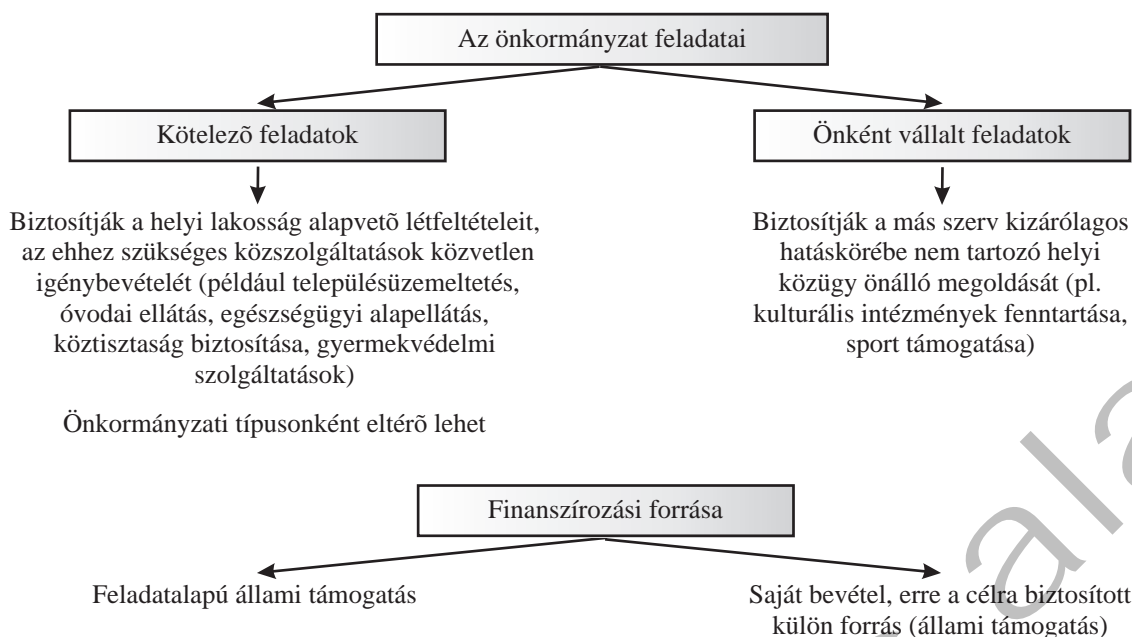 Az önkormányzat feladatai
Kötelezõ feladatok
Önként vállalt feladatok
Biztosítják a helyi lakosság alapvetõ létfeltételeit,
az ehhez szükséges közszolgáltatások közvetlen
igénybevételét (például településüzemeltetés,
óvodai ellátás, egészségügyi alapellátás,
köztisztaság biztosítása, gyermekvédelmi
szolgáltatások)
Önkormányzati típusonként eltérõ lehet
Biztosítják a más szerv kizárólagos
hatáskörébe nem tartozó helyi
közügy önálló megoldását (pl.
kulturális intézmények fenntartása,
sport támogatása)
Finanszírozási forrása
Feladatalapú állami támogatás
Saját bevétel, erre a célra biztosított
külön forrás (állami támogatás)